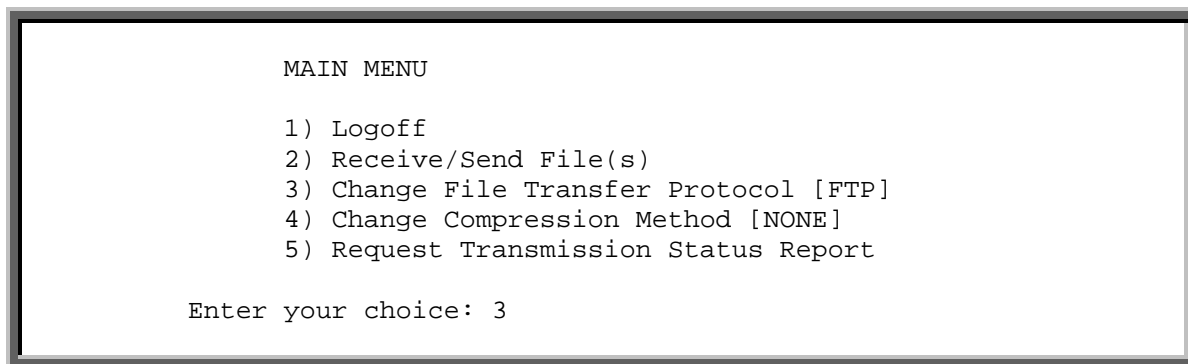 MAIN MENU
1) Logoff
2) Receive/Send File(s)
3) Change File Transfer Protocol [FTP]
4) Change Compression Method [NONE]
5) Request Transmission Status Report
Enter your choice: 3